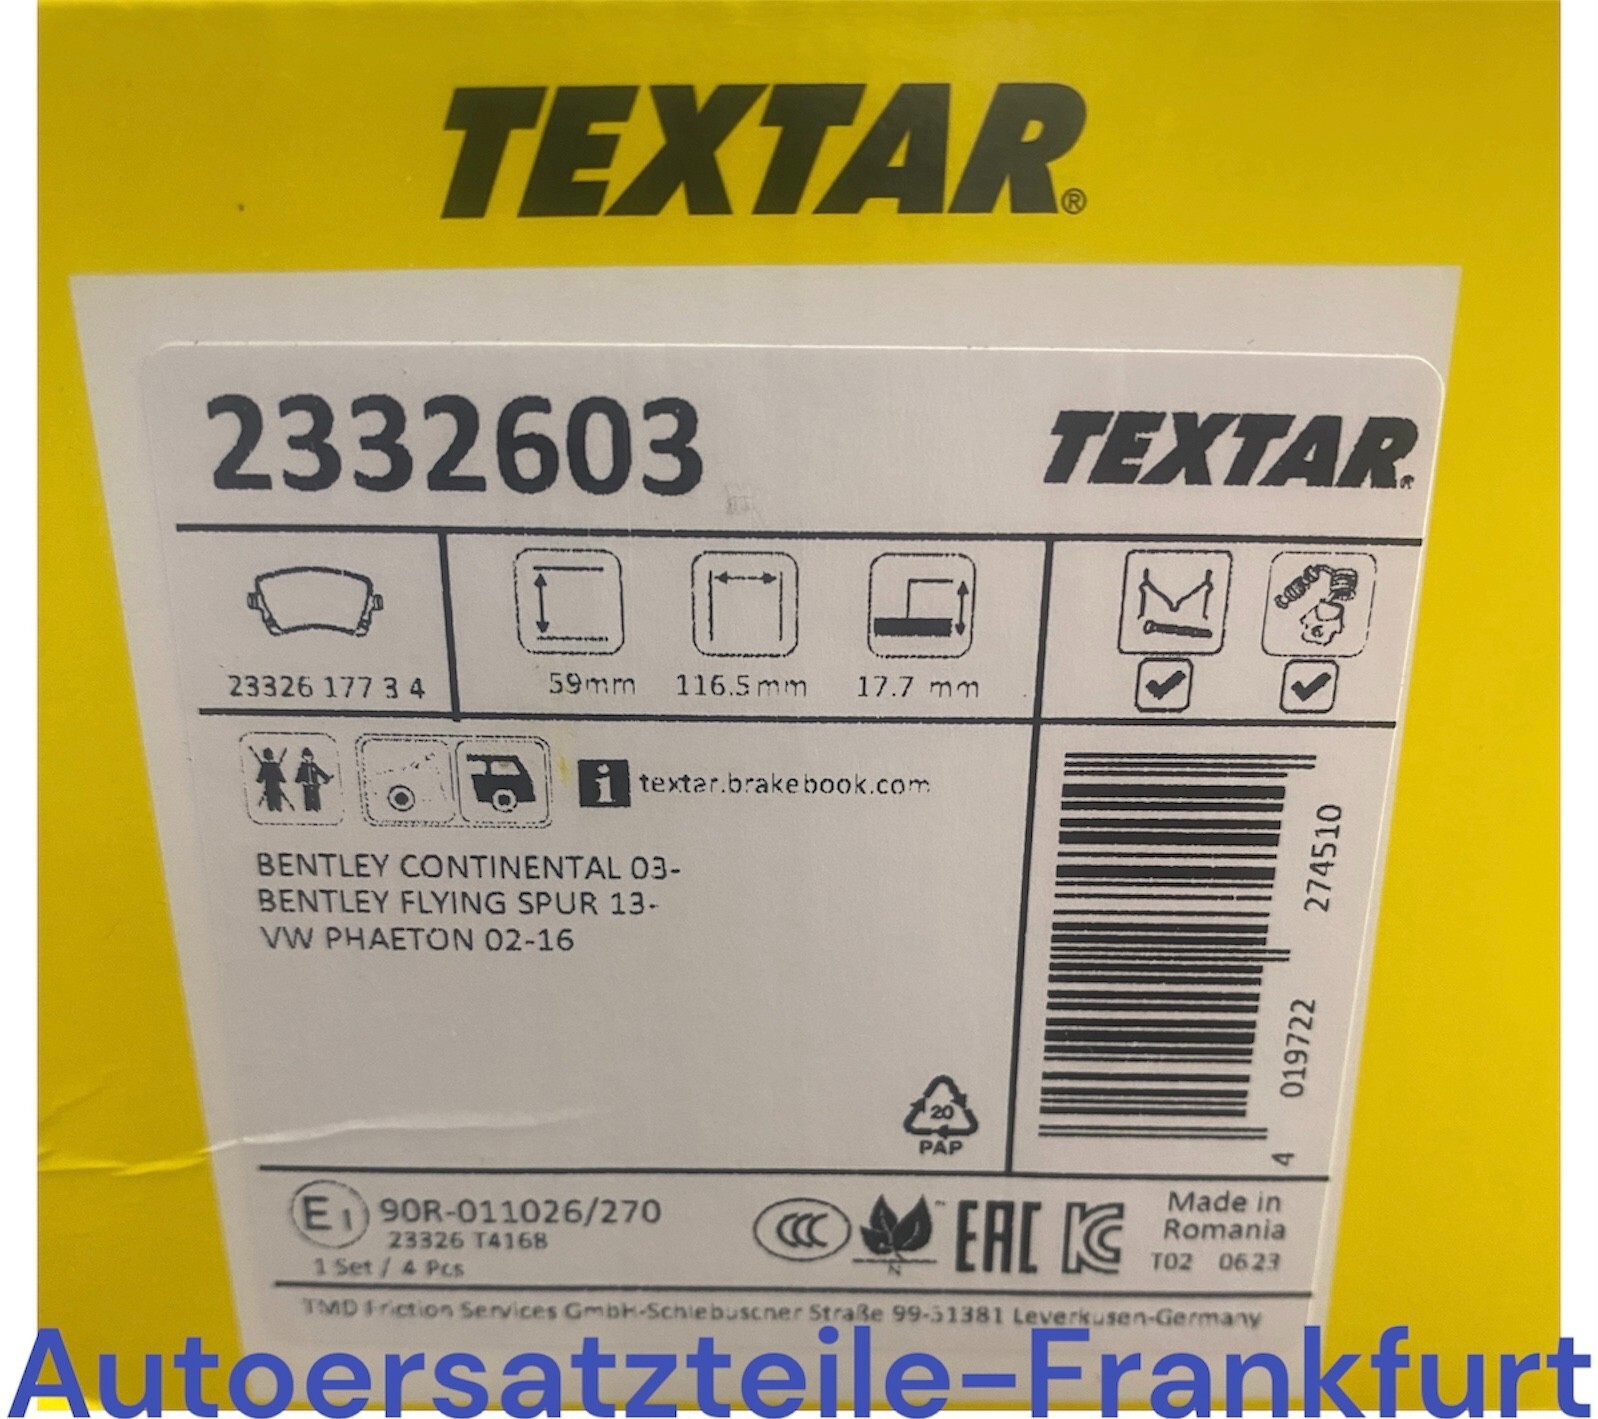 TEXTAR®
2332603
TEXTAR®
23326 177 3 4
59mm
116.5mm
17.7 mm
i textar.brakebook.com
BENTLEY CONTINENTAL 03-
BENTLEY FLYING SPUR 13-
VW PHAETON 02-16
4 019722 274510
20
PAP
E1 90R-011026/270
23326 T4168
1 Set / 4 Pcs
CCC
N
EAC
KC
Made in
Romania
T02 0623
TMD Friction Services GmbH-Schlebuscher Straße 99-51381 Leverkusen-Germany
Autoersatzteile-Frankfurt